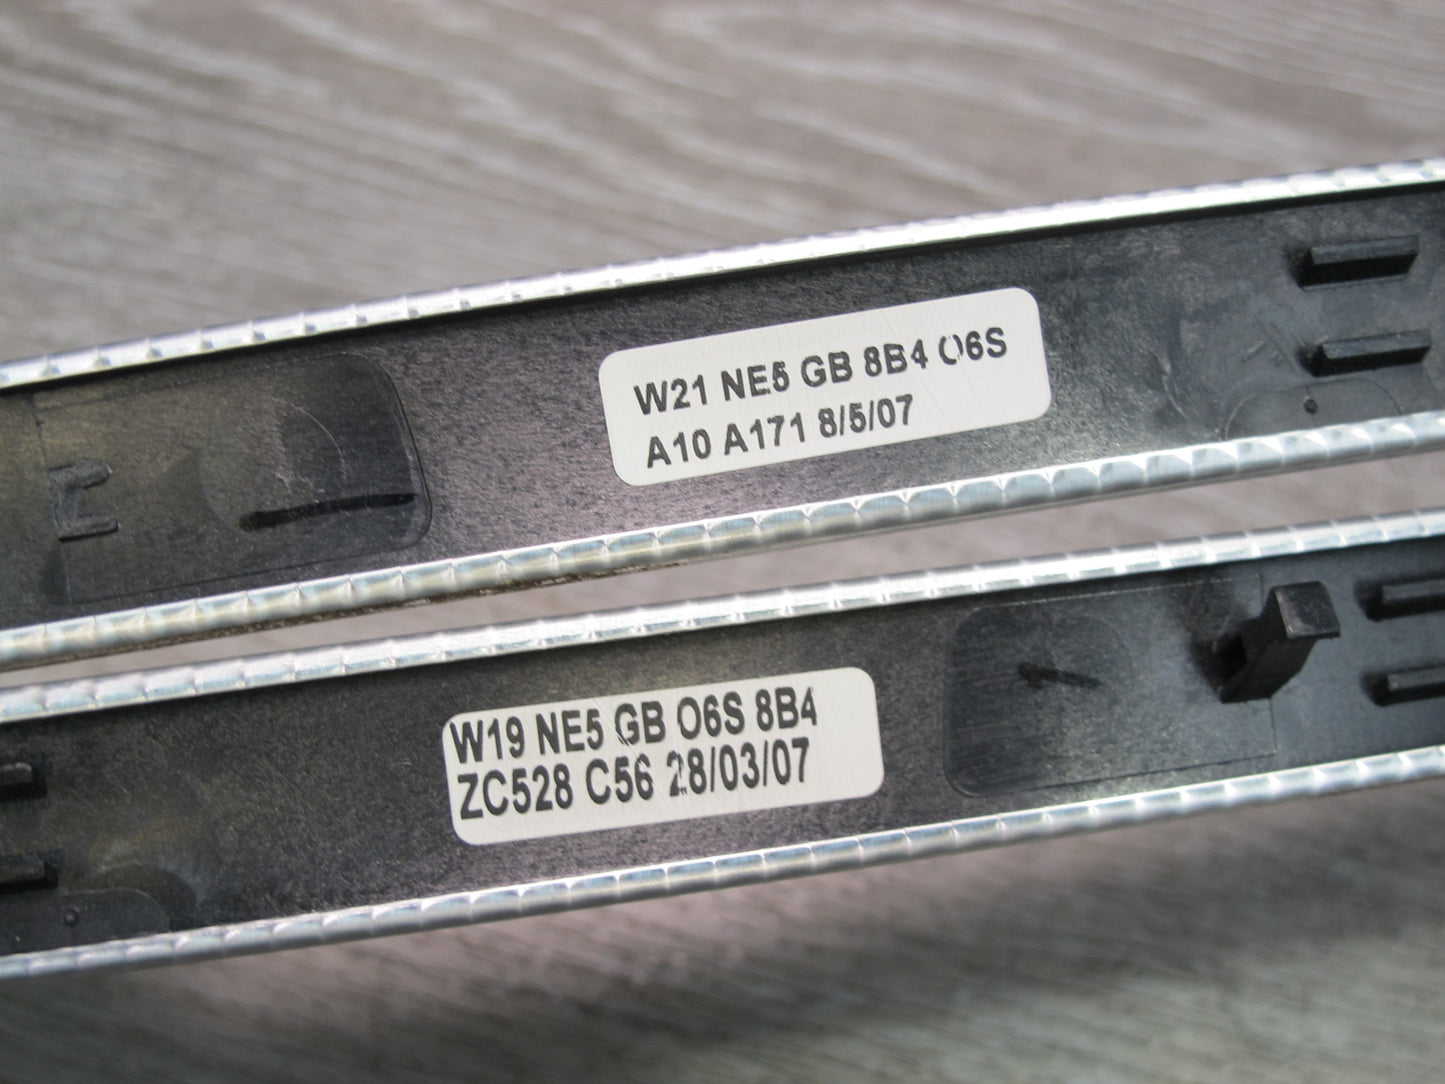 W21 NE5 GB 8B4 O6S
A10 A171 8/5/07
W19 NE5 GB O6S 8B4
ZC528 C56 28/03/07